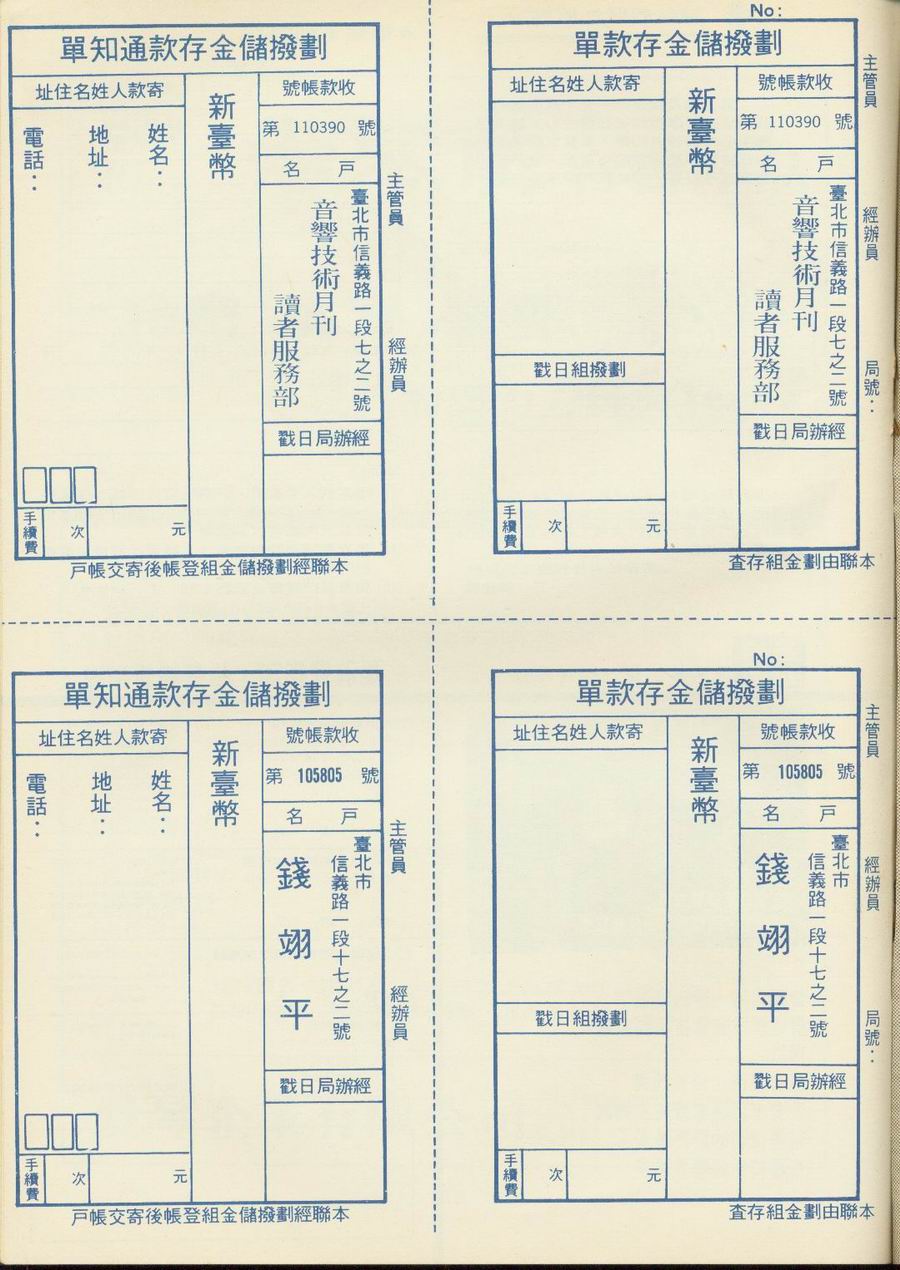 劃撥儲金存款通知單
收款帳號
第 110390 號
戶名
臺北市信義路一段七之二號
音響技術月刊
讀者服務部
經辦局日戳
新臺幣
寄款人姓名住址
姓名：
地址：
電話：
手續費
次
元
主管員
經辦員
本聯經劃撥儲金組登帳後寄交帳戶
No:
劃撥儲金存款單
收款帳號
第 110390 號
戶名
臺北市信義路一段七之二號
音響技術月刊
讀者服務部
經辦局日戳
新臺幣
寄款人姓名住址
劃撥組日戳
手續費
次
元
主管員
經辦員
局號：
本聯由劃金組存查
劃撥儲金存款通知單
收款帳號
第 105805 號
戶名
臺北市
信義路一段十七之二號
錢翊平
經辦局日戳
新臺幣
寄款人姓名住址
姓名：
地址：
電話：
手續費
次
元
主管員
經辦員
本聯經劃撥儲金組登帳後寄交帳戶
No:
劃撥儲金存款單
收款帳號
第 105805 號
戶名
臺北市
信義路一段十七之二號
錢翊平
經辦局日戳
新臺幣
寄款人姓名住址
劃撥組日戳
手續費
次
元
主管員
經辦員
局號：
本聯由劃金組存查